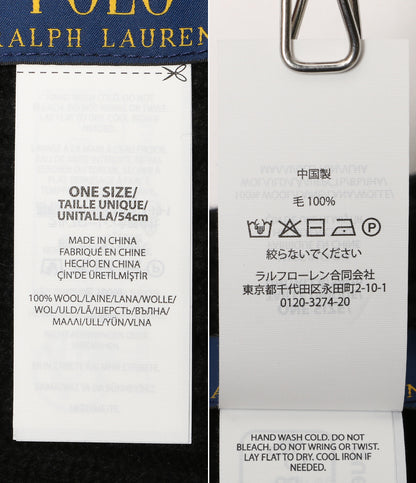 POLO
RALPH LAUREN
ONE SIZE/
TAILLE UNIQUE/
UNITALLA/54cm
MADE IN CHINA
FABRIQUÉ EN CHINE
HECHO EN CHINA
ÇİN'DE ÜRETİLMİŞTİR
100% WOOL/LAINE/LANA/WOLLE/
WOL/ULD/LÃ/ШЕРСТЬ/ВЪЛНА/
ΜΑΛΛΙ/ULL/YÜN/VLNA
中国製
毛 100%
絞らないでください
ラルフローレン合同会社
東京都千代田区永田町2-10-1
0120-3274-20
HAND WASH COLD. DO NOT
BLEACH. DO NOT WRING OR TWIST.
LAY FLAT TO DRY. COOL IRON IF
NEEDED.